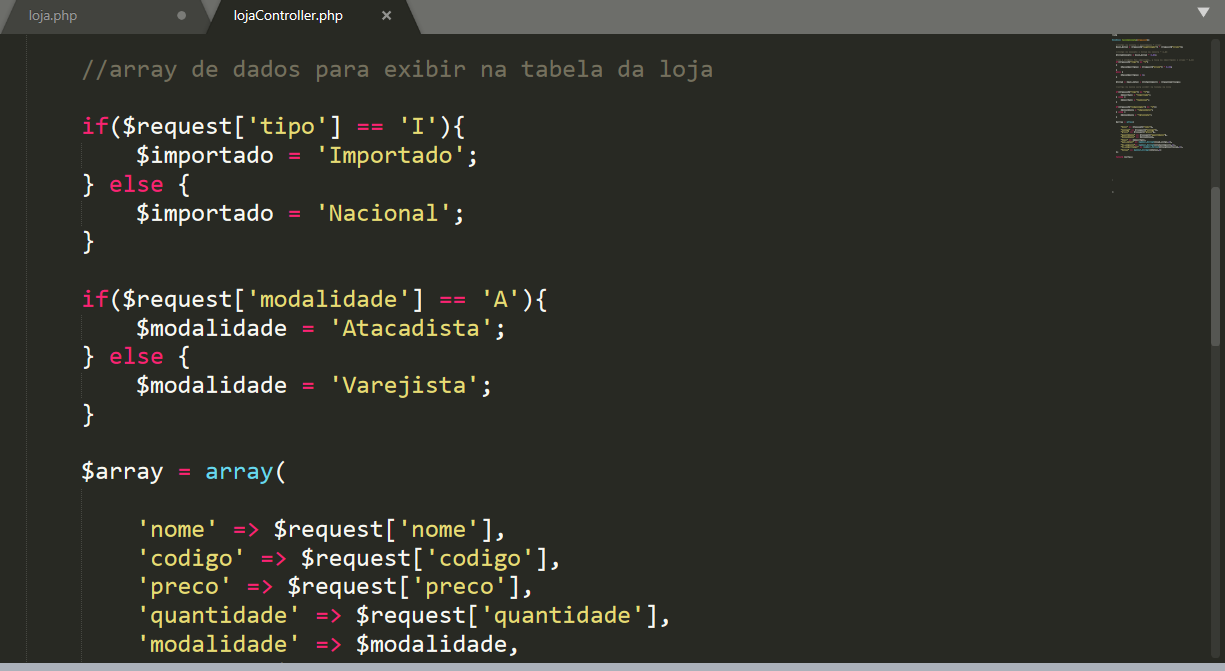 loja.php
lojaController.php
//array de dados para exibir na tabela da loja
if($request['tipo'] == 'I'){
$importado = 'Importado';
} else {
$importado = 'Nacional';
}
if($request['modalidade'] == 'A'){
$modalidade = 'Atacadista';
} else {
$modalidade = 'Varejista';
}
$array = array(
'nome' => $request['nome'],
'codigo' => $request['codigo'],
'preco' => $request['preco'],
'quantidade' => $request['quantidade'],
'modalidade' => $modalidade,